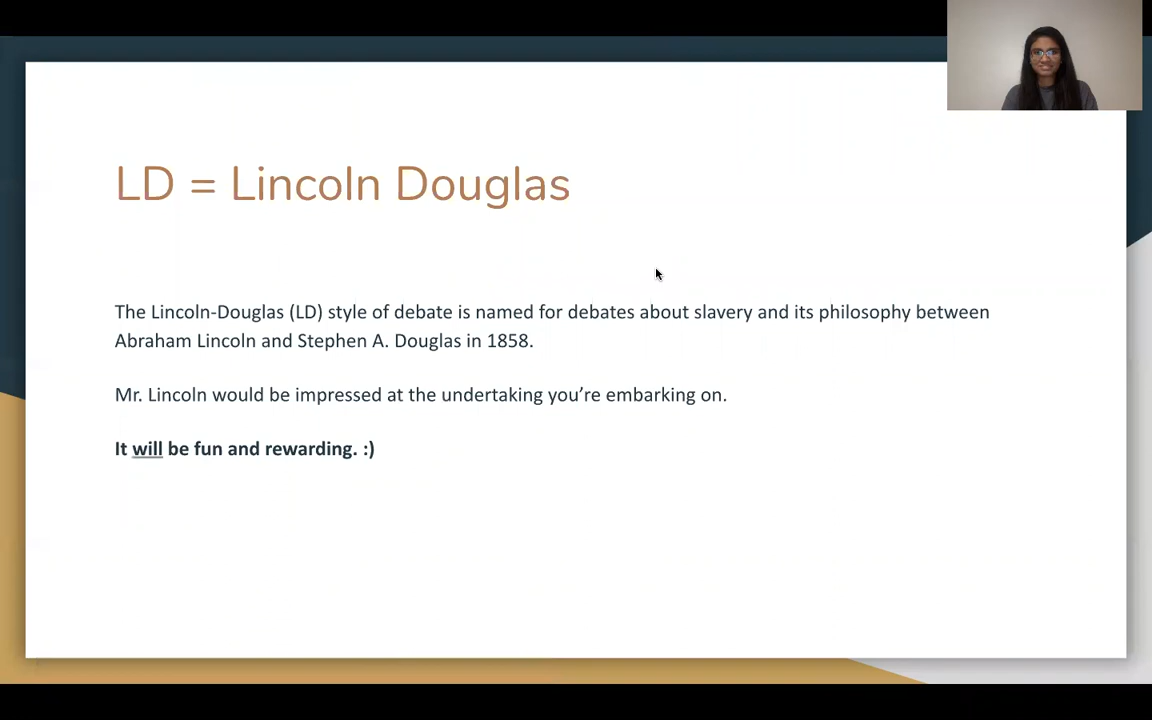 LD = Lincoln Douglas
The Lincoln-Douglas (LD) style of debate is named for debates about slavery and its philosophy between
Abraham Lincoln and Stephen A. Douglas in 1858.
Mr. Lincoln would be impressed at the undertaking you’re embarking on.
It will be fun and rewarding. :)